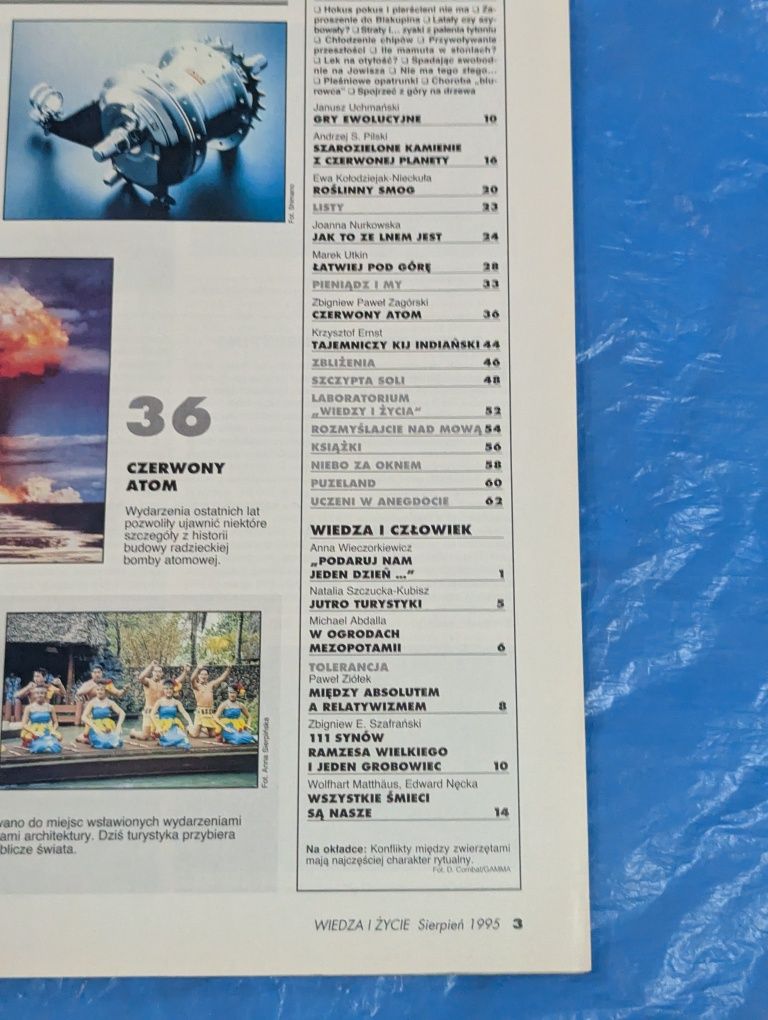 ❏ Hokus pokus i pierścieni nie ma ❏ Za-
proszenie do Biskupina ❏ Latały czy szy-
bowały? ❏ Straty i... zyski z palenia tytoniu
❏ Chłodzenie chipów ❏ Przywoływanie
przeszłości ❏ Ile mamuta w słoniach?
❏ Lek na otyłość? ❏ Spadając swobod-
nie na Jowisza ❏ Nie ma tego złego...
❏ Pleśniowe opatrunki ❏ Choroba „biu-
rowca" ❏ Spojrzeć z góry na drzewa
Janusz Uchmański
GRY EWOLUCYJNE 10
Andrzej S. Pilski
SZAROZIELONE KAMIENIE
Z CZERWONEJ PLANETY 16
Ewa Kołodziejak-Nieckuła
ROŚLINNY SMOG 20
LISTY 23
Joanna Nurkowska
JAK TO ZE LNEM JEST 24
Marek Utkin
ŁATWIEJ POD GÓRĘ 28
PIENIĄDZ I MY 33
Zbigniew Paweł Zagórski
CZERWONY ATOM 36
Krzysztof Ernst
TAJEMNICZY KIJ INDIAŃSKI 44
ZBLIŻENIA 46
SZCZYPTA SOLI 48
LABORATORIUM
„WIEDZY I ŻYCIA" 52
ROZMYŚLAJCIE NAD MOWĄ 54
KSIĄŻKI 56
NIEBO ZA OKNEM 58
PUZELAND 60
UCZENI W ANEGDOCIE 62
WIEDZA I CZŁOWIEK
Anna Wieczorkiewicz
„PODARUJ NAM
JEDEN DZIEŃ ..." 1
Natalia Szczucka-Kubisz
JUTRO TURYSTYKI 5
Michael Abdalla
W OGRODACH
MEZOPOTAMII 6
TOLERANCJA
Paweł Ziółek
MIĘDZY ABSOLUTEM
A RELATYWIZMEM 8
Zbigniew E. Szafrański
111 SYNÓW
RAMZESA WIELKIEGO
I JEDEN GROBOWIEC 10
Wolfhart Matthäus, Edward Nęcka
WSZYSTKIE ŚMIECI
SĄ NASZE 14
Na okładce: Konflikty między zwierzętami
mają najczęściej charakter rytualny.
Fot. D. Combat/GAMMA
Fot. Shimano
36
CZERWONY
ATOM
Wydarzenia ostatnich lat
pozwoliły ujawnić niektóre
szczegóły z historii
budowy radzieckiej
bomby atomowej.
Fot. Anna Sierpińska
wano do miejsc wsławionych wydarzeniami
ami architektury. Dziś turystyka przybiera
blicze świata.
WIEDZA I ŻYCIE Sierpień 1995 3